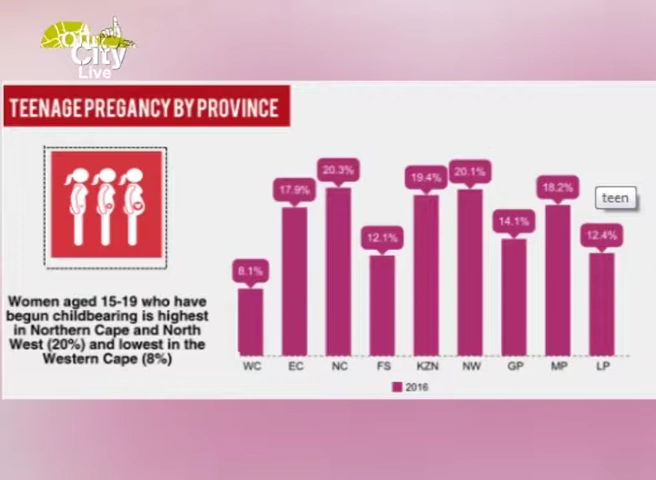 Our
City
Live
TEENAGE PREGANCY BY PROVINCE
Women aged 15-19 who have
begun childbearing is highest
in Northern Cape and North
West (20%) and lowest in the
Western Cape (8%)
8.1% 17.9% 20.3% 12.1% 19.4% 20.1% 14.1% 18.2% 12.4%
teen
WC EC NC FS KZN NW GP MP LP
2016